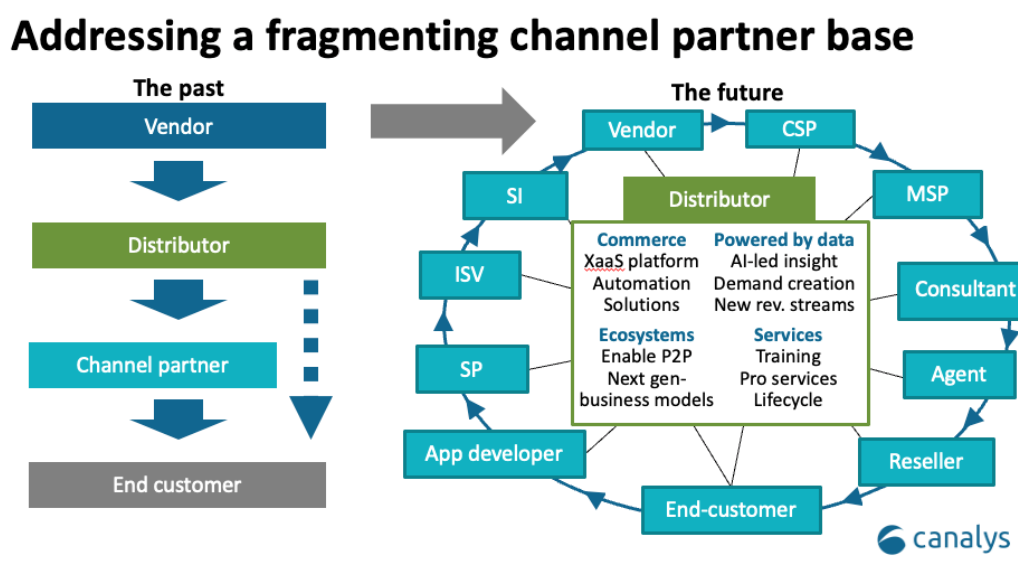 Addressing a fragmenting channel partner base
The past
Vendor
Distributor
Channel partner
End customer
The future
Vendor
CSP
MSP
Consultant
Agent
Reseller
End-customer
App developer
SP
ISV
SI
Distributor
Commerce
XaaS platform
Automation
Solutions
Powered by data
AI-led insight
Demand creation
New rev. streams
Ecosystems
Enable P2P
Next gen-
business models
Services
Training
Pro services
Lifecycle
canalys